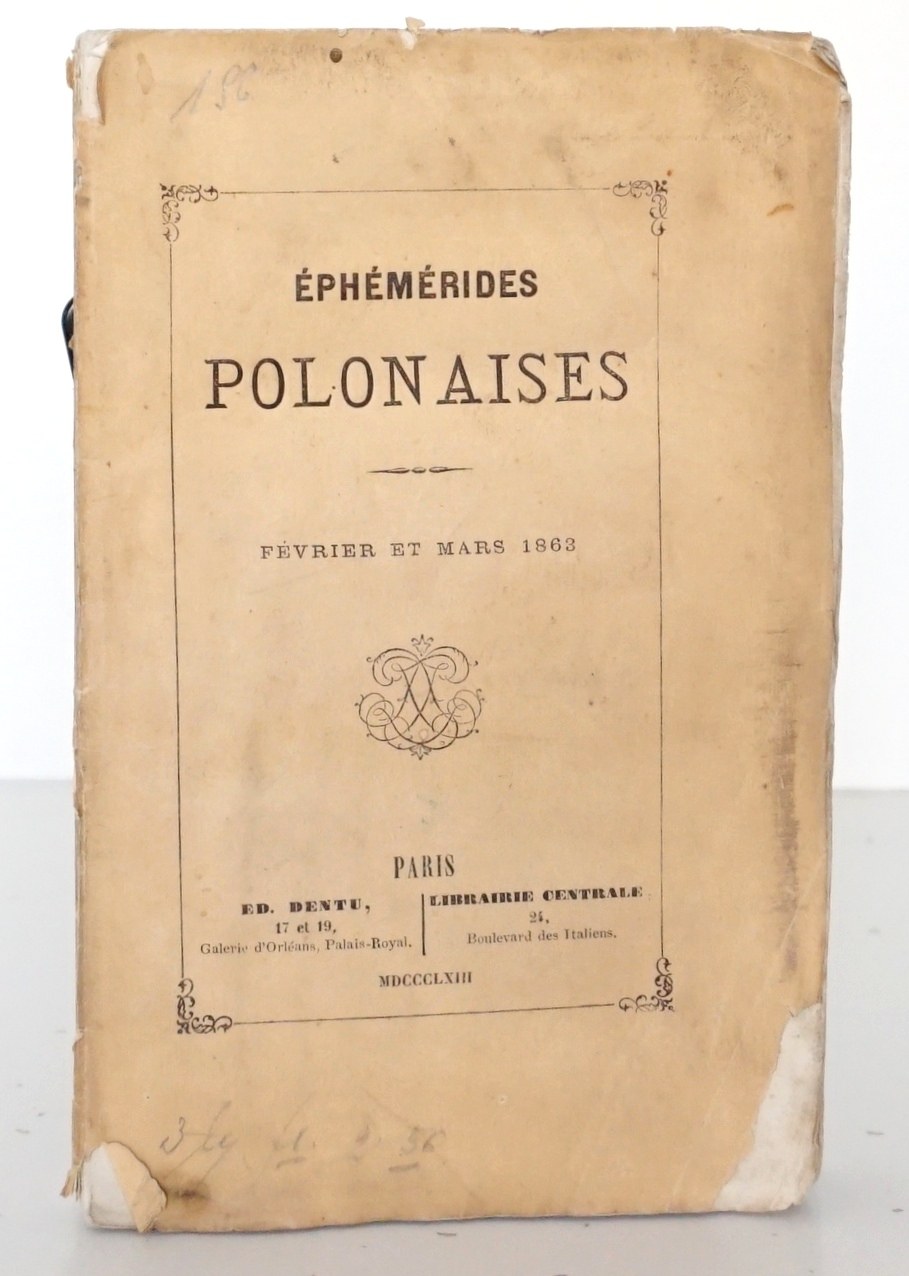 156
ÉPHÉMÉRIDES
POLONAISES
FÉVRIER ET MARS 1863
PARIS
ED. DENTU,
17 et 19,
Galerie d'Orléans, Palais-Royal.
LIBRAIRIE CENTRALE
24,
Boulevard des Italiens.
MDCCCLXIII